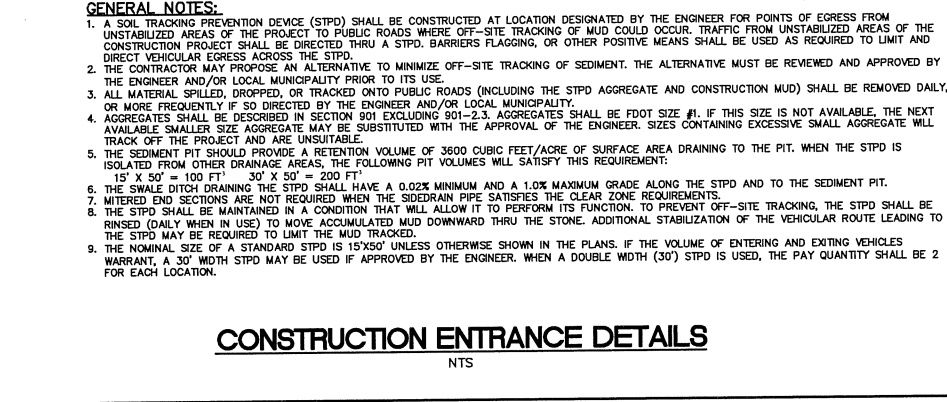 GENERAL NOTES:
1. A SOIL TRACKING PREVENTION DEVICE (STPD) SHALL BE CONSTRUCTED AT LOCATION DESIGNATED BY THE ENGINEER FOR POINTS OF EGRESS FROM
UNSTABILIZED AREAS OF THE PROJECT TO PUBLIC ROADS WHERE OFF-SITE TRACKING OF MUD COULD OCCUR. TRAFFIC FROM UNSTABILIZED AREAS OF THE
CONSTRUCTION PROJECT SHALL BE DIRECTED THRU A STPD. BARRIERS FLAGGING, OR OTHER POSITIVE MEANS SHALL BE USED AS REQUIRED TO LIMIT AND
DIRECT VEHICULAR EGRESS ACROSS THE STPD.
2. THE CONTRACTOR MAY PROPOSE AN ALTERNATIVE TO MINIMIZE OFF-SITE TRACKING OF SEDIMENT. THE ALTERNATIVE MUST BE REVIEWED AND APPROVED BY
THE ENGINEER AND/OR LOCAL MUNICIPALITY PRIOR TO ITS USE.
3. ALL MATERIAL SPILLED, DROPPED, OR TRACKED ONTO PUBLIC ROADS (INCLUDING THE STPD AGGREGATE AND CONSTRUCTION MUD) SHALL BE REMOVED DAILY,
OR MORE FREQUENTLY IF SO DIRECTED BY THE ENGINEER AND/OR LOCAL MUNICIPALITY.
4. AGGREGATES SHALL BE DESCRIBED IN SECTION 901 EXCLUDING 901-2.3. AGGREGATES SHALL BE FDOT SIZE #1. IF THIS SIZE IS NOT AVAILABLE, THE NEXT
AVAILABLE SMALLER SIZE AGGREGATE MAY BE SUBSTITUTED WITH THE APPROVAL OF THE ENGINEER. SIZES CONTAINING EXCESSIVE SMALL AGGREGATE WILL
TRACK OFF THE PROJECT AND ARE UNSUITABLE.
5. THE SEDIMENT PIT SHOULD PROVIDE A RETENTION VOLUME OF 3600 CUBIC FEET/ACRE OF SURFACE AREA DRAINING TO THE PIT. WHEN THE STPD IS
ISOLATED FROM OTHER DRAINAGE AREAS, THE FOLLOWING PIT VOLUMES WILL SATISFY THIS REQUIREMENT:
15' X 50' = 100 FT³ 30' X 50' = 200 FT³
6. THE SWALE DITCH DRAINING THE STPD SHALL HAVE A 0.02% MINIMUM AND A 1.0% MAXIMUM GRADE ALONG THE STPD AND TO THE SEDIMENT PIT.
7. MITERED END SECTIONS ARE NOT REQUIRED WHEN THE SIDEDRAIN PIPE SATISFIES THE CLEAR ZONE REQUIREMENTS.
8. THE STPD SHALL BE MAINTAINED IN A CONDITION THAT WILL ALLOW IT TO PERFORM ITS FUNCTION. TO PREVENT OFF-SITE TRACKING, THE STPD SHALL BE
RINSED (DAILY WHEN IN USE) TO MOVE ACCUMULATED MUD DOWNWARD THRU THE STONE. ADDITIONAL STABILIZATION OF THE VEHICULAR ROUTE LEADING TO
THE STPD MAY BE REQUIRED TO LIMIT THE MUD TRACKED.
9. THE NOMINAL SIZE OF A STANDARD STPD IS 15'X50' UNLESS OTHERWISE SHOWN IN THE PLANS. IF THE VOLUME OF ENTERING AND EXITING VEHICLES
WARRANT, A 30' WIDTH STPD MAY BE USED IF APPROVED BY THE ENGINEER. WHEN A DOUBLE WIDTH (30') STPD IS USED, THE PAY QUANTITY SHALL BE 2
FOR EACH LOCATION.
CONSTRUCTION ENTRANCE DETAILS
NTS